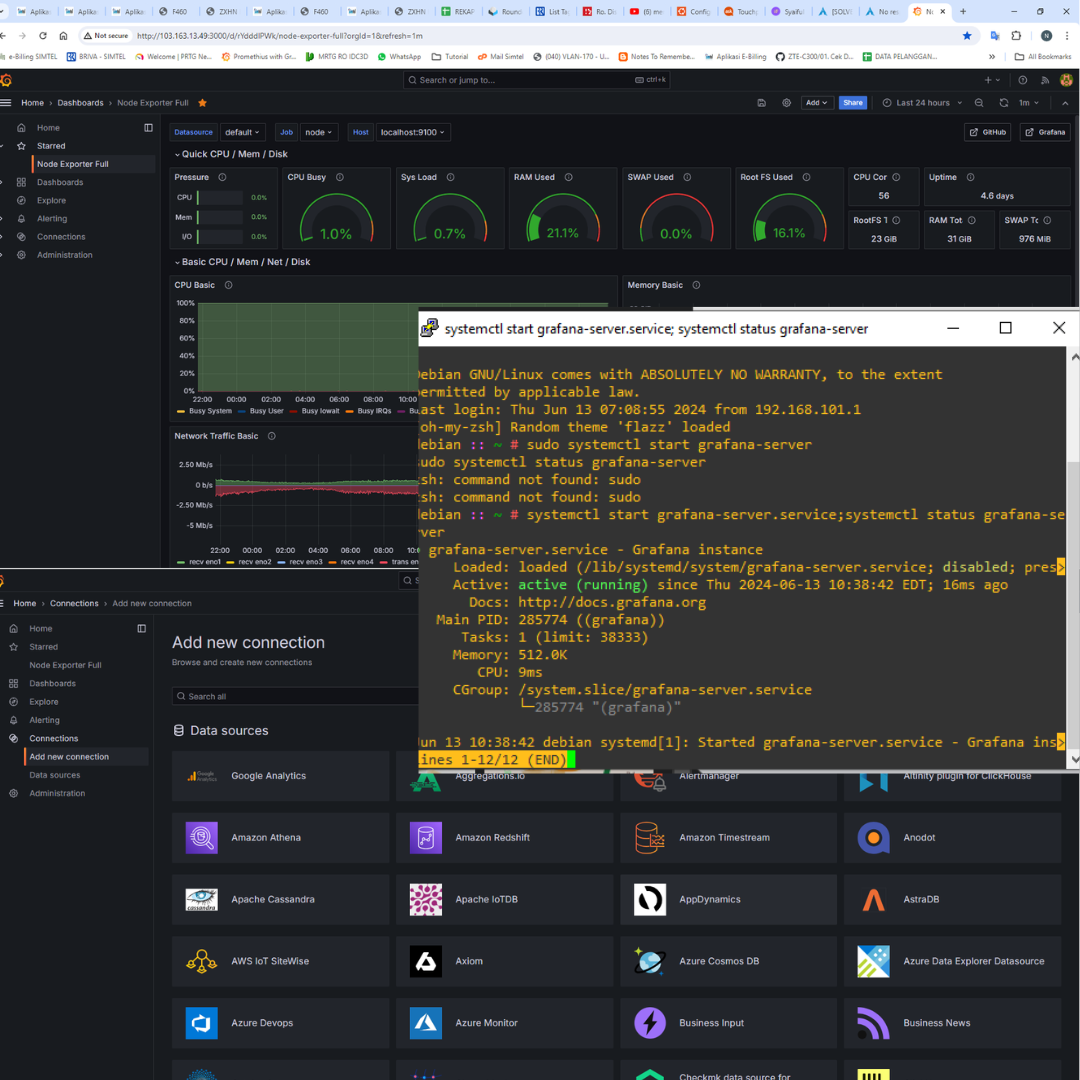 Aplika
Aplika
Aplika
F460
ZXHN
Aplika
F460
Aplika
ZXHN
REKAP
Round
List Ta
Ro. Di
(6) me
Config
Touch
Syaiful
[SOLV
No res
Not secure
http://103.163.13.49:3000/d/rYdddlPWk/node-exporter-full?orgId=1&refresh=1m
e-Billing SIMTEL
BRIVA - SIMTEL
Welcome | PRTG Ne...
Prometheus with Gr...
MRTG RO IDC3D
WhatsApp
Tutorial
Mail Simtel
(040) VLAN-170 - U...
Notes To Remembe...
Aplikasi E-Billing
ZTE-C300/01. Cek D...
DATA PELANGGAN...
All Bookmarks
Search or jump to...
ctrl+k
Home › Dashboards › Node Exporter Full
Add
Share
Last 24 hours
1m
Home
Starred
Node Exporter Full
Dashboards
Explore
Alerting
Connections
Administration
Datasource
default
Job
node
Host
localhost:9100
GitHub
Grafana
Quick CPU / Mem / Disk
Pressure
CPU
0.0%
Mem
0.0%
I/O
0.0%
CPU Busy
1.0%
Sys Load
0.7%
RAM Used
21.1%
SWAP Used
0.0%
Root FS Used
16.1%
CPU Cor
56
Uptime
4.6 days
RootFS T
23 GiB
RAM Tot
31 GiB
SWAP Tc
976 MiB
Basic CPU / Mem / Net / Disk
CPU Basic
Memory Basic
100%
80%
60%
40%
20%
0%
22:00 00:00 02:00 04:00 06:00 08:00 10:00
Busy System
Busy User
Busy Iowait
Busy IRQs
Network Traffic Basic
2.50 Mb/s
0 b/s
-2.50 Mb/s
-5 Mb/s
22:00 00:00 02:00 04:00 06:00 08:00 10:00
recv eno1
recv eno2
recv eno3
recv eno4
trans en
systemctl start grafana-server.service; systemctl status grafana-server
ebian GNU/Linux comes with ABSOLUTELY NO WARRANTY, to the extent
ermitted by applicable law.
ast login: Thu Jun 13 07:08:55 2024 from 192.168.101.1
oh-my-zsh] Random theme 'flazz' loaded
ebian :: ~ # sudo systemctl start grafana-server
sudo systemctl status grafana-server
zsh: command not found: sudo
zsh: command not found: sudo
ebian :: ~ # systemctl start grafana-server.service;systemctl status grafana-se
rver
grafana-server.service - Grafana instance
Loaded: loaded (/lib/systemd/system/grafana-server.service; disabled; pres>
Active: active (running) since Thu 2024-06-13 10:38:42 EDT; 16ms ago
Docs: http://docs.grafana.org
Main PID: 285774 ((grafana))
Tasks: 1 (limit: 38333)
Memory: 512.0K
CPU: 9ms
CGroup: /system.slice/grafana-server.service
└─285774 "(grafana)"
Jun 13 10:38:42 debian systemd[1]: Started grafana-server.service - Grafana ins>
ines 1-12/12 (END)
Home › Connections › Add new connection
Home
Starred
Node Exporter Full
Dashboards
Explore
Alerting
Connections
Add new connection
Data sources
Administration
Add new connection
Browse and create new connections
Search all
Data sources
Google Analytics
Google Analytics
Aggregations.io
Alertmanager
Altinity plugin for ClickHouse
Amazon Athena
Amazon Redshift
Amazon Timestream
Anodot
cassandra
Apache Cassandra
Apache IoTDB
AppDynamics
AstraDB
AWS IoT SiteWise
Axiom
Azure Cosmos DB
Azure Data Explorer Datasource
Azure Devops
Azure Monitor
Business Input
Business News
Checkmk data source for